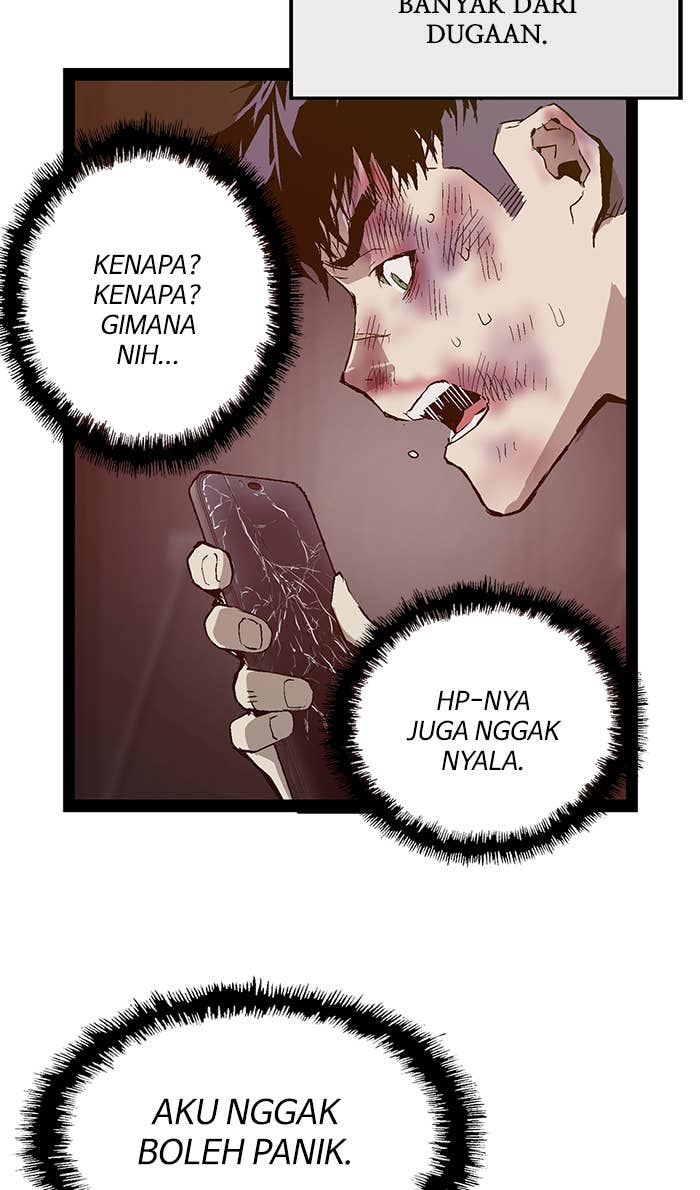 BANYAK DARI
DUGAAN.
KENAPA?
KENAPA?
GIMANA
NIH...
HP-NYA
JUGA NGGAK
NYALA.
AKU NGGAK
BOLEH PANIK.